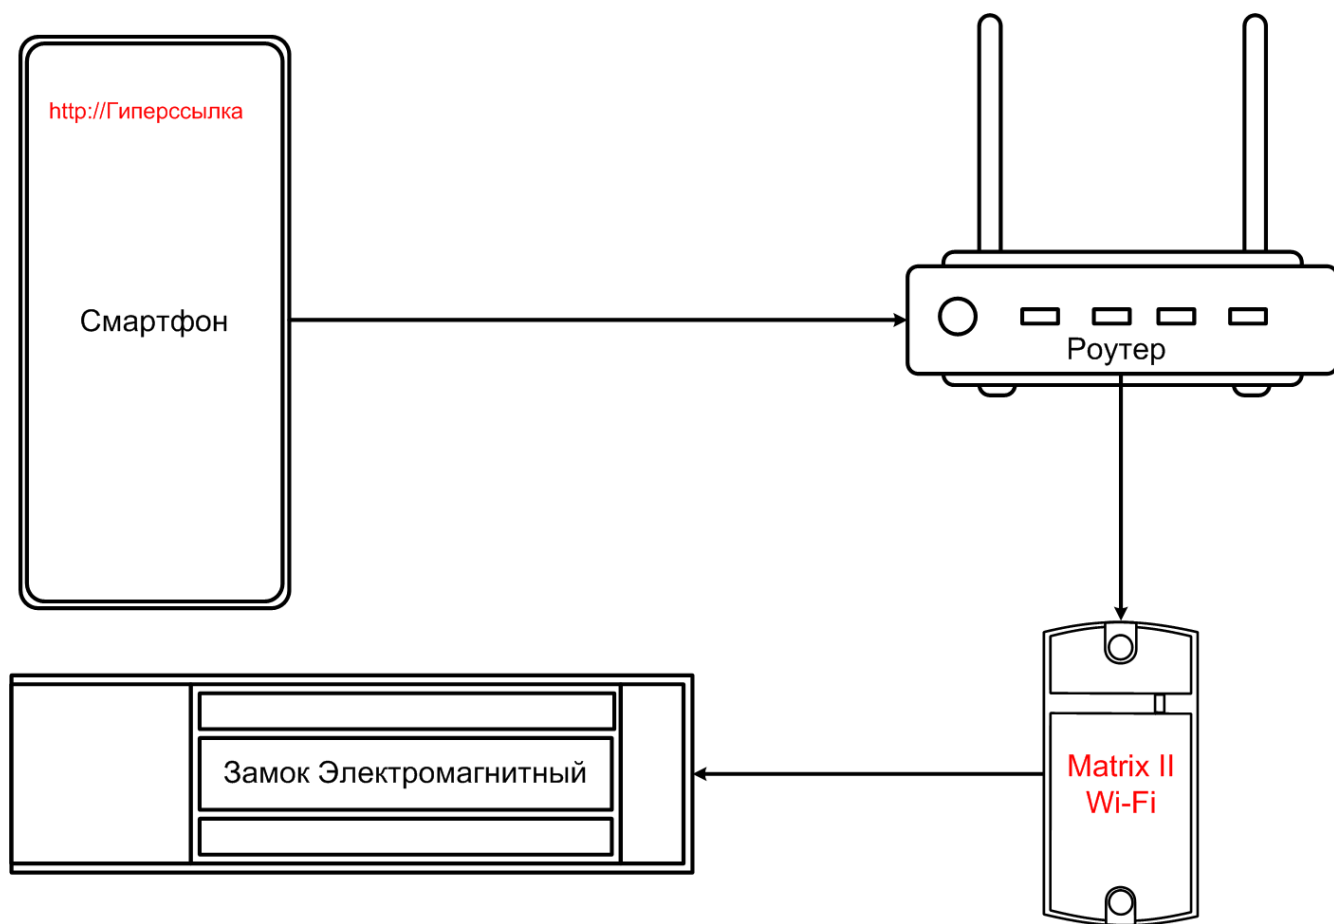 http://Гиперссылка
Смартфон
Роутер
Matrix II
Wi-Fi
Замок Электромагнитный